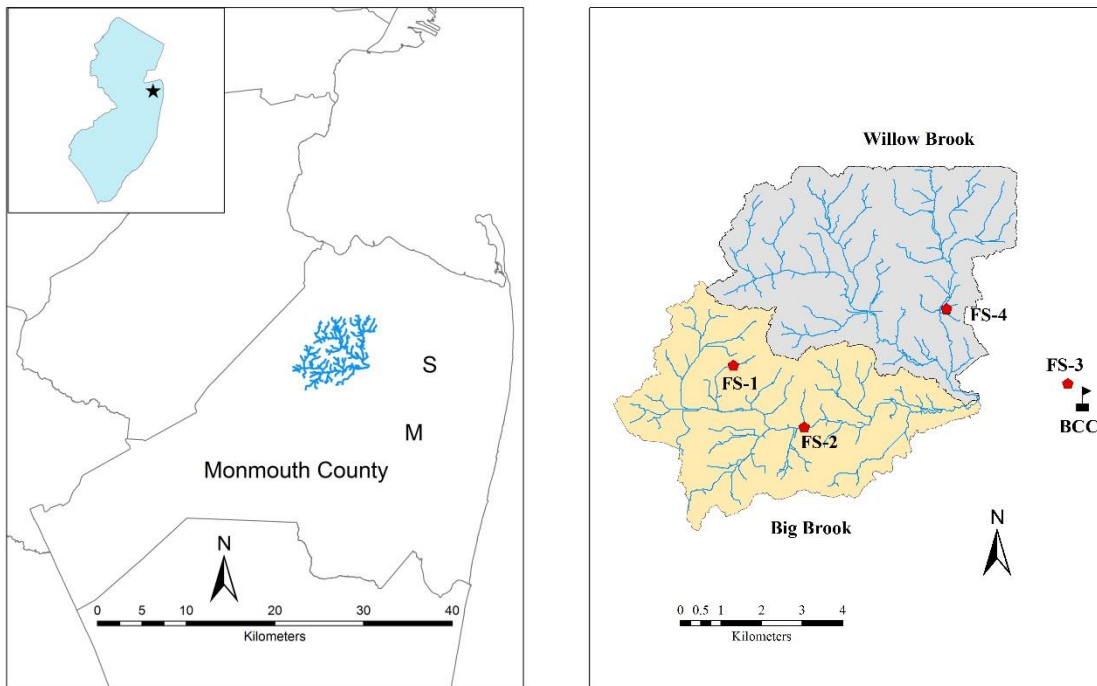 S
M
Monmouth County
N
0 5 10 20 30 40
Kilometers
Willow Brook
FS-4
FS-3
FS-1
BCC
FS-2
N
Big Brook
0 0.5 1 2 3 4
Kilometers